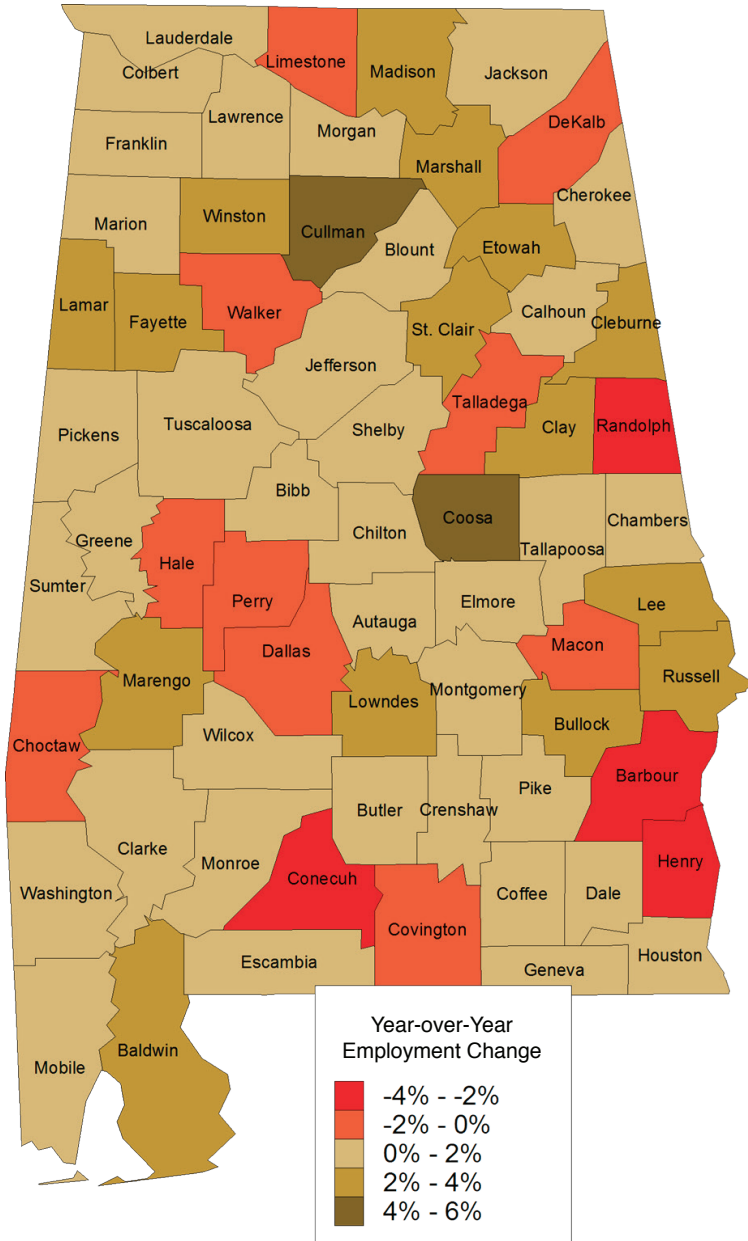 Lauderdale
Limestone
Madison
Jackson
Colbert
Lawrence
Franklin
Morgan
DeKalb
Marshall
Cherokee
Marion
Winston
Cullman
Blount
Etowah
Lamar
Fayette
Walker
St. Clair
Calhoun
Cleburne
Jefferson
Talladega
Pickens
Tuscaloosa
Shelby
Clay
Randolph
Bibb
Greene
Chilton
Coosa
Tallapoosa
Chambers
Sumter
Hale
Perry
Autauga
Elmore
Lee
Dallas
Macon
Marengo
Lowndes
Montgomery
Russell
Choctaw
Wilcox
Bullock
Barbour
Butler
Crenshaw
Pike
Clarke
Monroe
Conecuh
Henry
Washington
Covington
Coffee
Dale
Escambia
Geneva
Houston
Mobile
Baldwin
Year-over-Year
Employment Change
-4% - -2%
-2% - 0%
0% - 2%
2% - 4%
4% - 6%